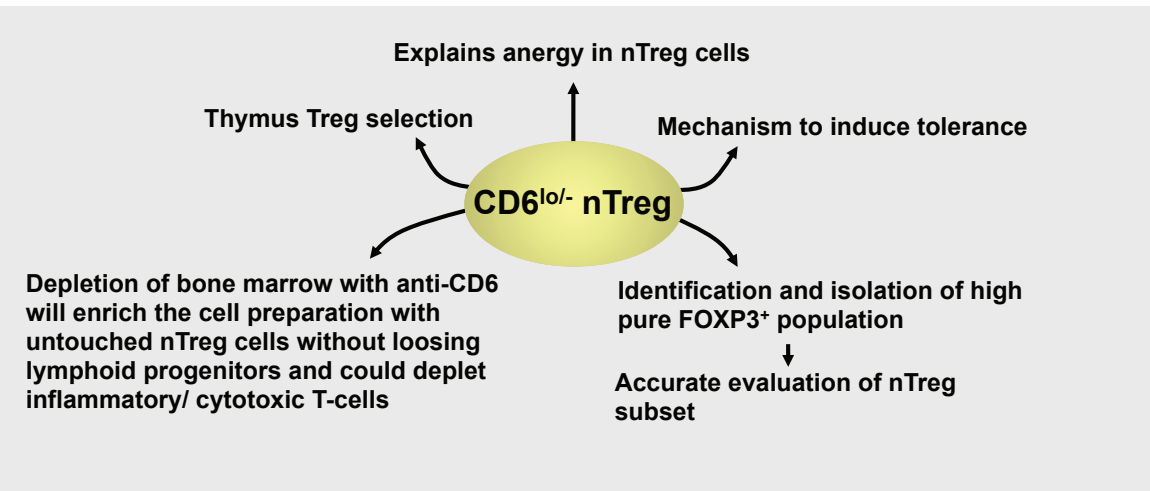 Explains anergy in nTreg cells
Thymus Treg selection
Mechanism to induce tolerance
CD6lo/- nTreg
Depletion of bone marrow with anti-CD6
will enrich the cell preparation with
untouched nTreg cells without loosing
lymphoid progenitors and could deplet
inflammatory/ cytotoxic T-cells
Identification and isolation of high
pure FOXP3+ population
Accurate evaluation of nTreg
subset